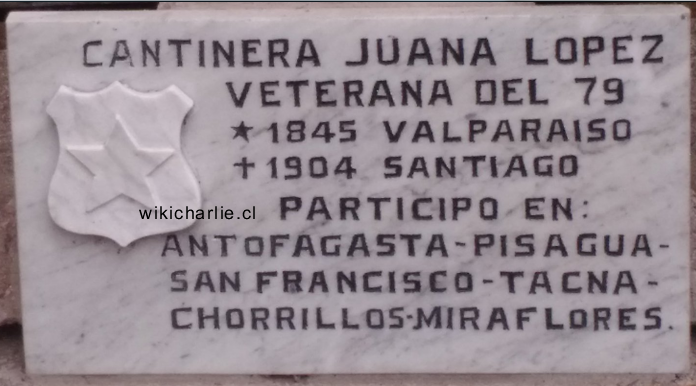 CANTINERA JUANA LOPEZ
VETERANA DEL 79
★ 1845 VALPARAISO
✝ 1904 SANTIAGO
wikicharlie.cl
PARTICIPO EN:
ANTOFAGASTA-PISAGUA-
SAN FRANCISCO-TACNA-
CHORRILLOS-MIRAFLORES.